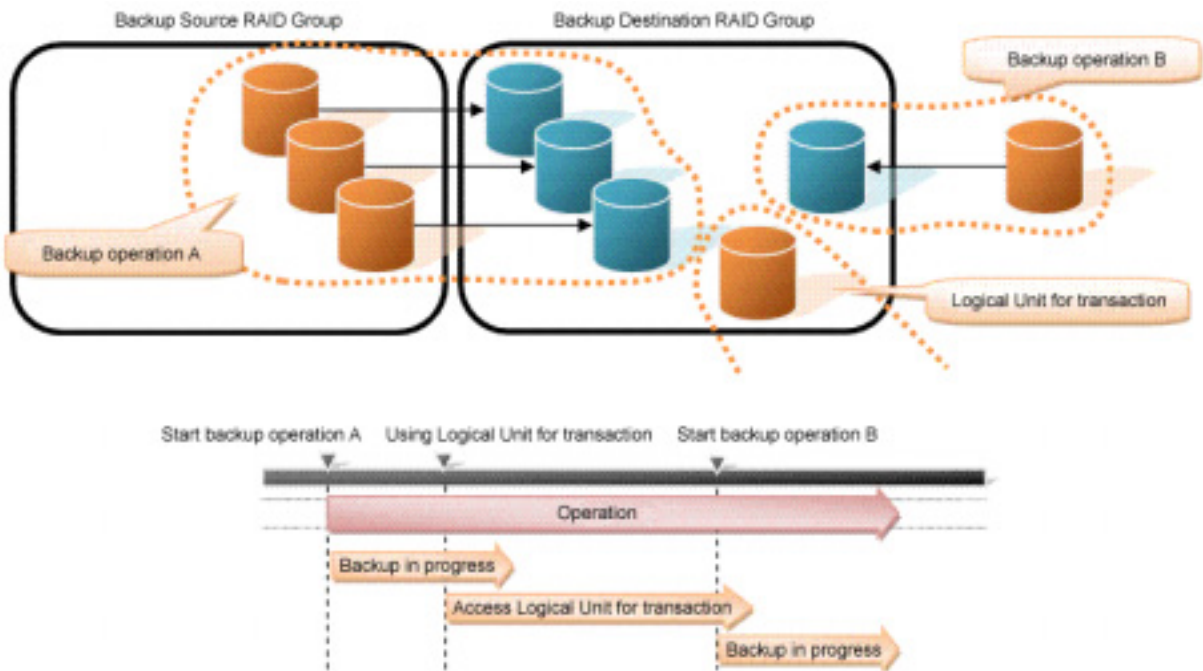 Backup Source RAID Group
Backup Destination RAID Group
Backup operation B
Backup operation A
Logical Unit for transaction
Start backup operation A
Using Logical Unit for transaction
Start backup operation B
Operation
Backup in progress
Access Logical Unit for transaction
Backup in progress